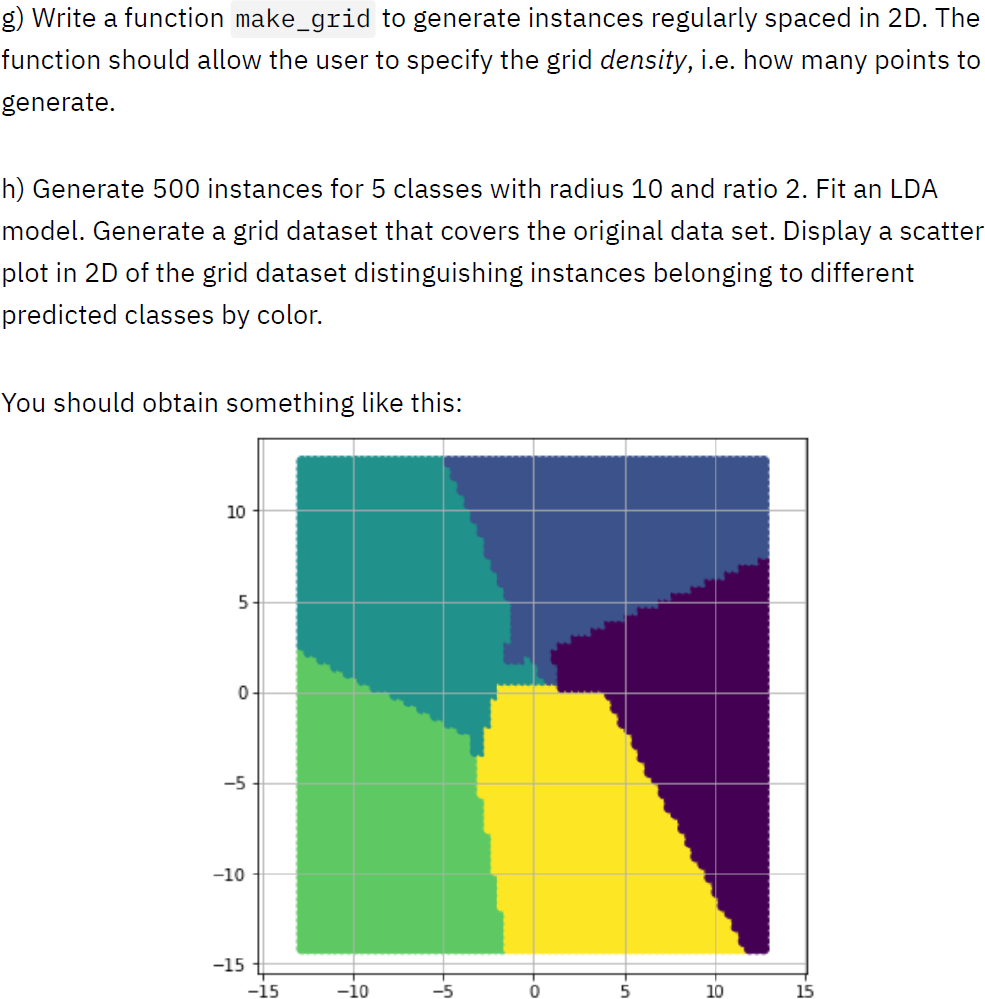 g) Write a function make_grid to generate instances regularly spaced in 2D. The
function should allow the user to specify the grid density, i.e. how many points to
generate.
h) Generate 500 instances for 5 classes with radius 10 and ratio 2. Fit an LDA
model. Generate a grid dataset that covers the original data set. Display a scatter
plot in 2D of the grid dataset distinguishing instances belonging to different
predicted classes by color.
You should obtain something like this:
10
5
0
−5
−10
−15
−15 −10 −5 0 5 10 15